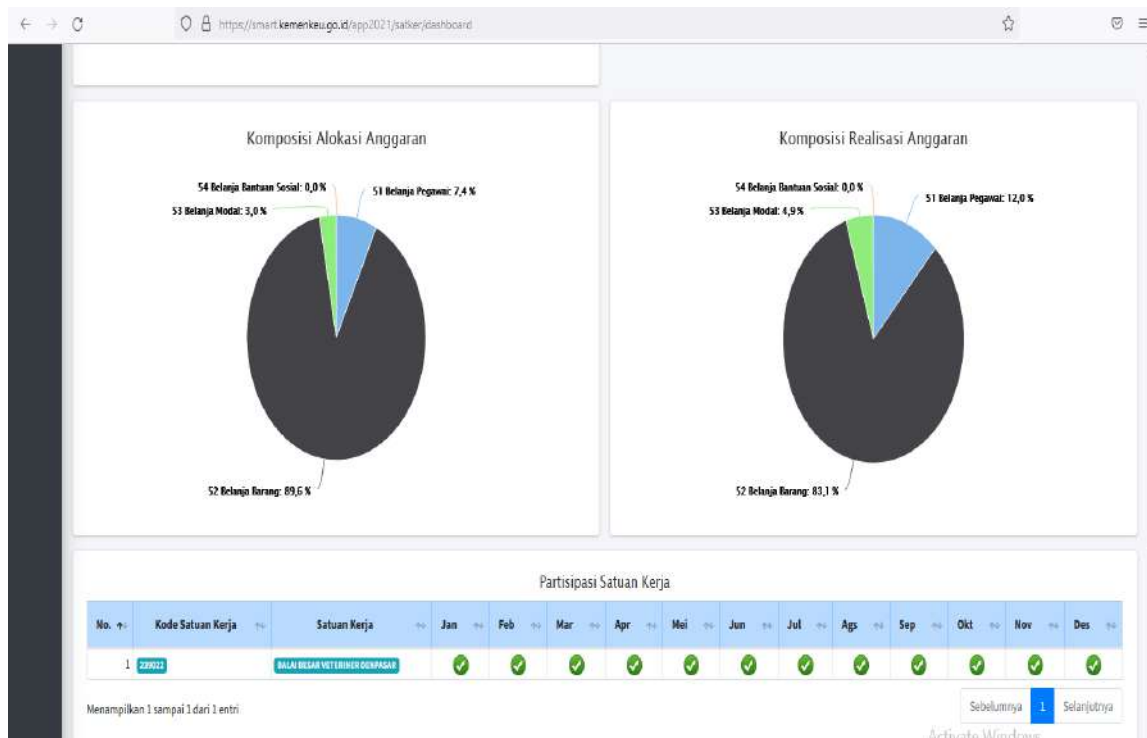 https://smart.kemenkeu.go.id/app2021/satker/dashboard
Komposisi Alokasi Anggaran
54 Belanja Bantuan Sosial: 0,0 %
51 Belanja Pegawai: 7,4 %
53 Belanja Modal: 3,0 %
52 Belanja Barang: 89,6 %
Komposisi Realisasi Anggaran
54 Belanja Bantuan Sosial: 0,0 %
51 Belanja Pegawai: 12,0 %
53 Belanja Modal: 4,9 %
52 Belanja Barang: 83,1 %
Partisipasi Satuan Kerja
No. Kode Satuan Kerja Satuan Kerja Jan Feb Mar Apr Mei Jun Jul Ags Sep Okt Nov Des
1 239022 BALAI BESAR VETERINER DENPASAR
Menampilkan 1 sampai 1 dari 1 entri
Sebelumnya 1 Selanjutnya
Activate Windows